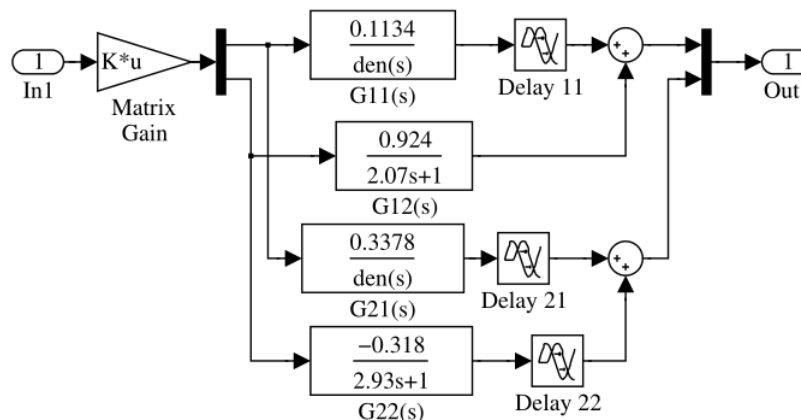 0.1134
den(s)
G11(s)
Delay 11
1
In1
K*u
Matrix
Gain
+
+
1
Out
0.924
2.07s+1
G12(s)
0.3378
den(s)
G21(s)
Delay 21
+
+
−0.318
2.93s+1
G22(s)
Delay 22